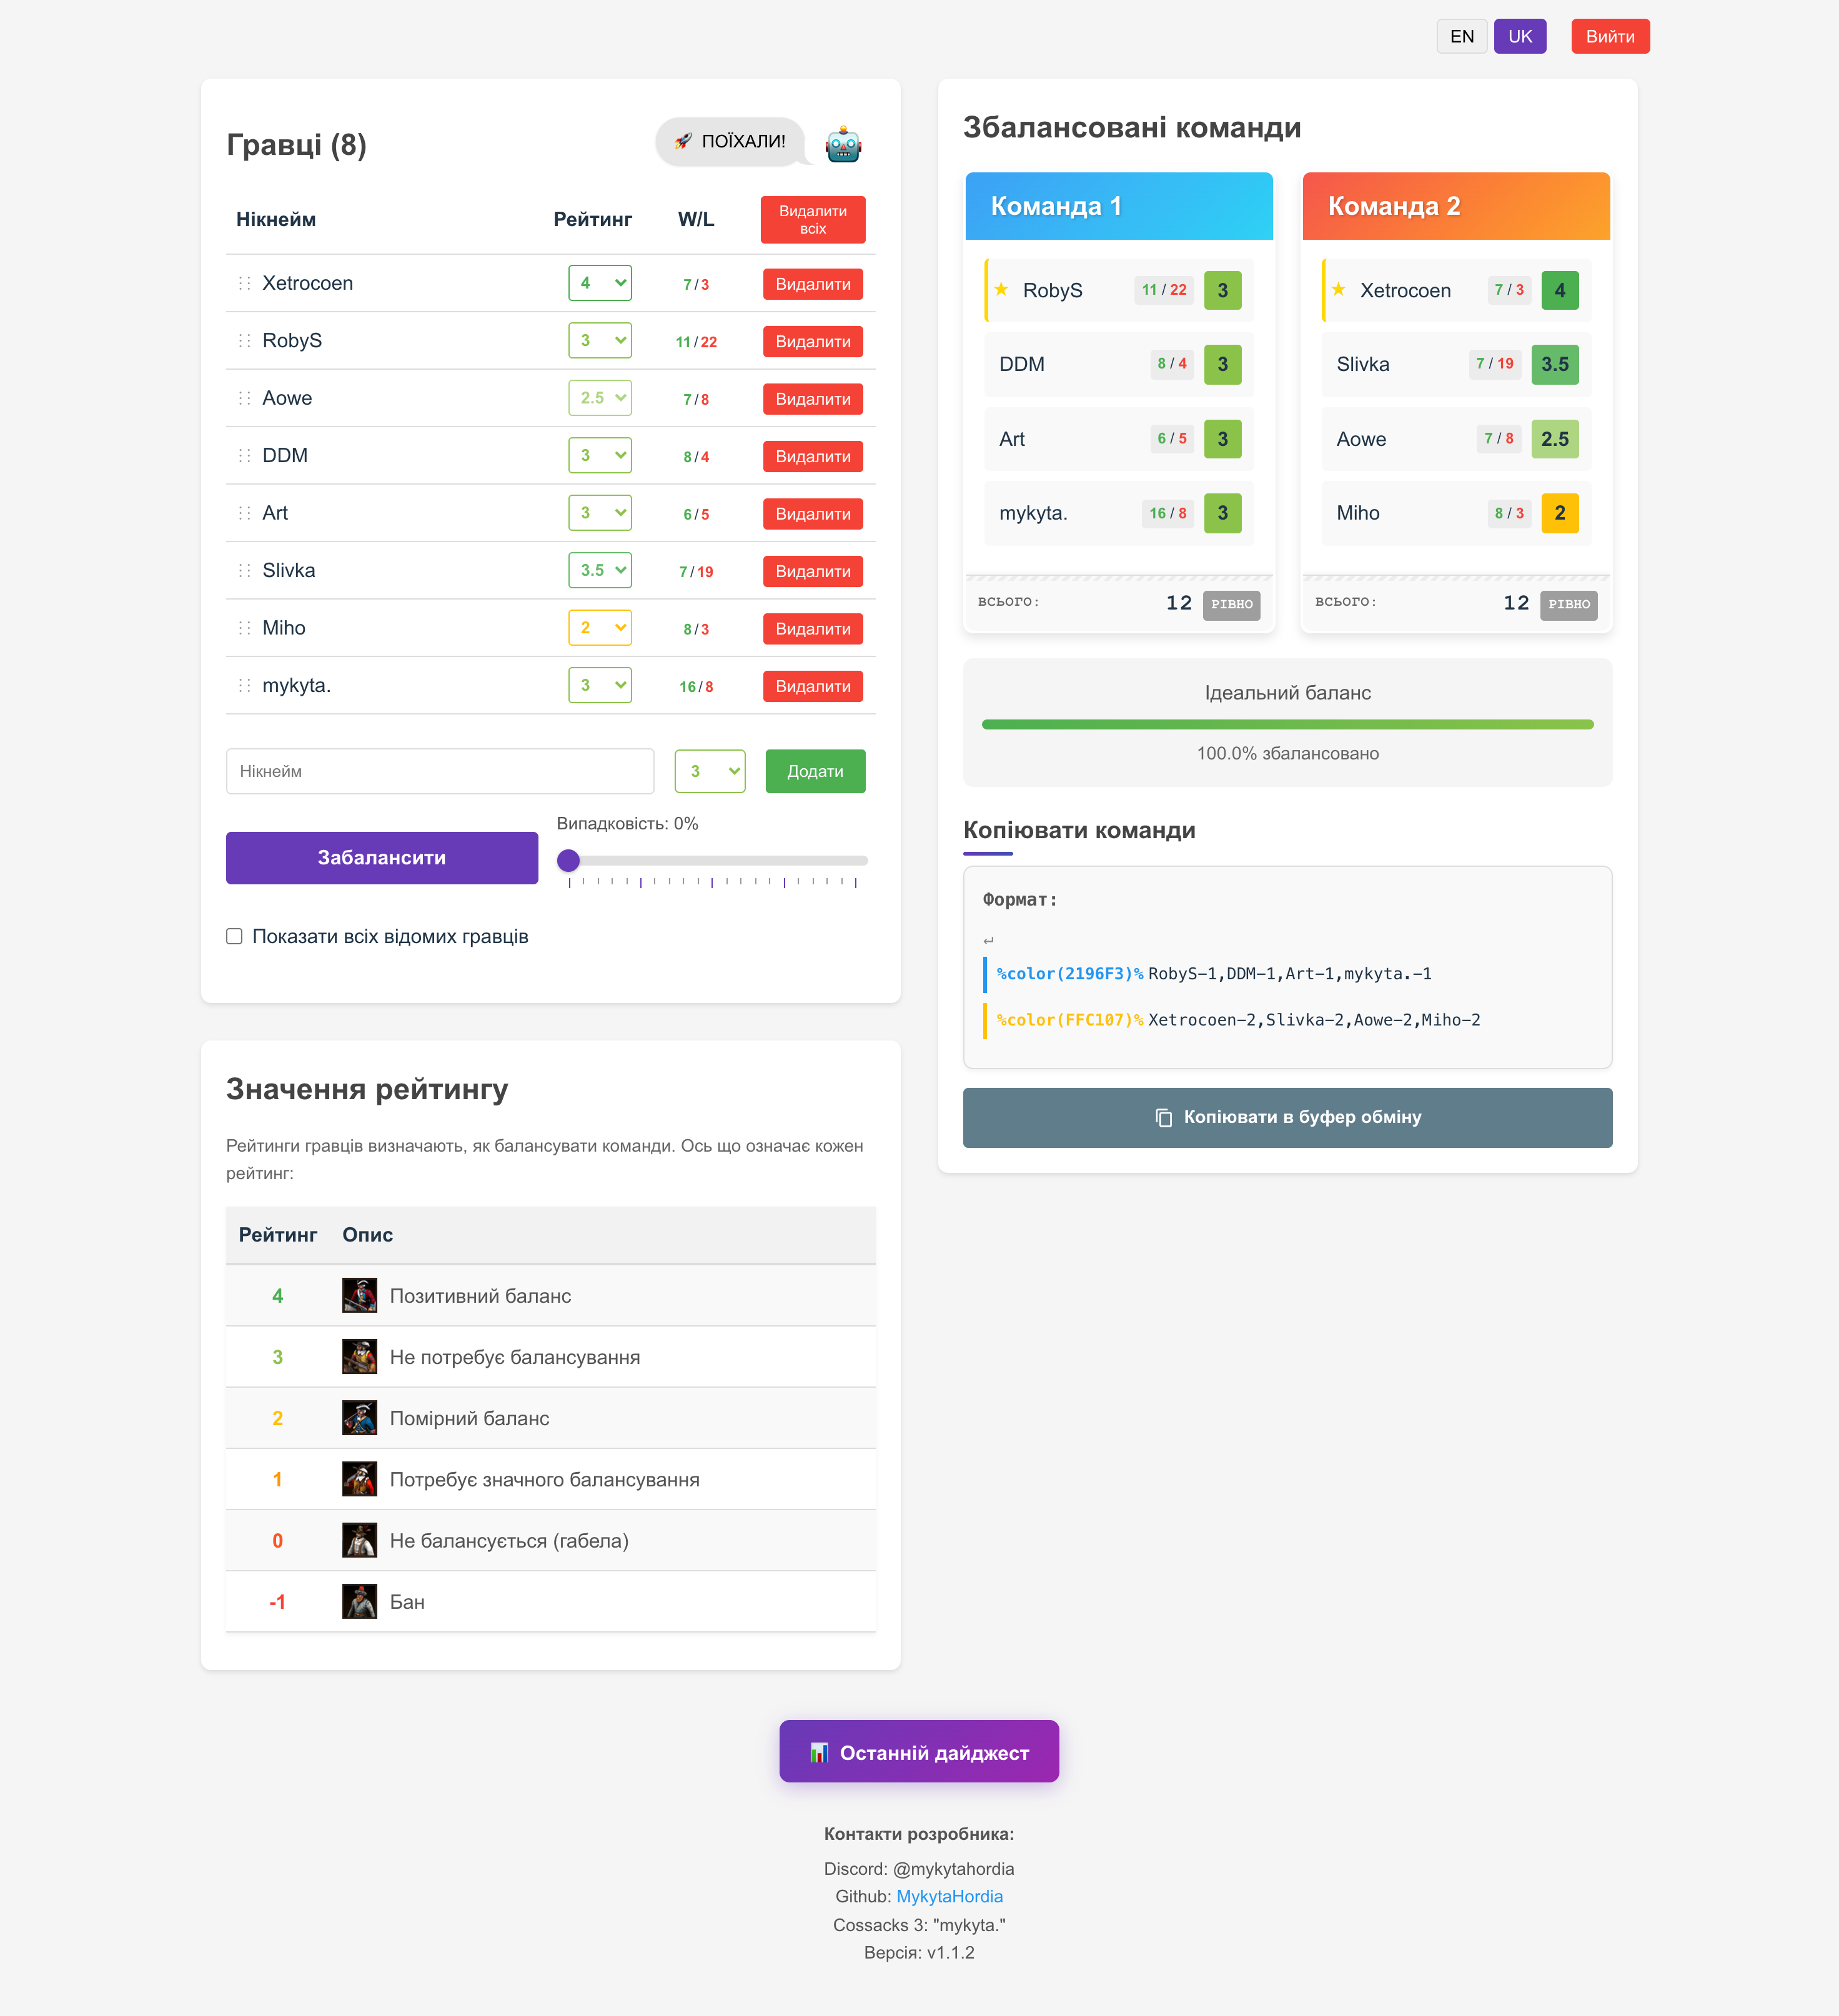 EN UK Вийти
Гравці (8)
🚀 ПОЇХАЛИ!
Нікнейм Рейтинг W/L Видалити всіх
Xetrocoen 4 7/3 Видалити
RobyS 3 11/22 Видалити
Aowe 2.5 7/8 Видалити
DDM 3 8/4 Видалити
Art 3 6/5 Видалити
Slivka 3.5 7/19 Видалити
Miho 2 8/3 Видалити
mykyta. 3 16/8 Видалити
Нікнейм 3 Додати
Забалансити
Випадковість: 0%
Показати всіх відомих гравців
Значення рейтингу
Рейтинги гравців визначають, як балансувати команди. Ось що означає кожен
рейтинг:
Рейтинг Опис
4 Позитивний баланс
3 Не потребує балансування
2 Помірний баланс
1 Потребує значного балансування
0 Не балансується (габела)
-1 Бан
Збалансовані команди
Команда 1
★ RobyS 11 / 22 3
DDM 8 / 4 3
Art 6 / 5 3
mykyta. 16 / 8 3
ВСЬОГО: 12 РІВНО
Команда 2
★ Xetrocoen 7 / 3 4
Slivka 7 / 19 3.5
Aowe 7 / 8 2.5
Miho 8 / 3 2
ВСЬОГО: 12 РІВНО
Ідеальний баланс
100.0% збалансовано
Копіювати команди
Формат:
↵
%color(2196F3)% RobyS-1,DDM-1,Art-1,mykyta.-1
%color(FFC107)% Xetrocoen-2,Slivka-2,Aowe-2,Miho-2
Копіювати в буфер обміну
📊 Останній дайджест
Контакти розробника:
Discord: @mykytahordia
Github: MykytaHordia
Cossacks 3: "mykyta."
Версія: v1.1.2